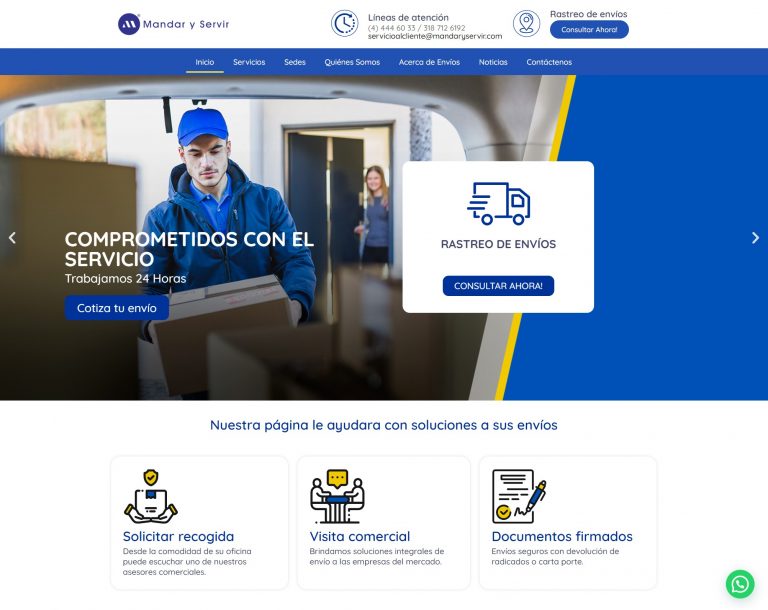 Mandar y Servir
Líneas de atención
(4) 444 60 33 / 318 712 6192
servicioalcliente@mandaryservir.com
Rastreo de envíos
Consultar Ahora!
Inicio
Servicios
Sedes
Quiénes Somos
Acerca de Envíos
Noticias
Contáctenos
COMPROMETIDOS CON EL
SERVICIO
Trabajamos 24 Horas
Cotiza tu envío
RASTREO DE ENVÍOS
CONSULTAR AHORA!
Nuestra página le ayudara con soluciones a sus envíos
Solicitar recogida
Desde la comodidad de su oficina
puede escuchar uno de nuestros
asesores comerciales.
Visita comercial
Brindamos soluciones integrales de
envío a las empresas del mercado.
Documentos firmados
Envíos seguros con devolución de
radicados o carta porte.